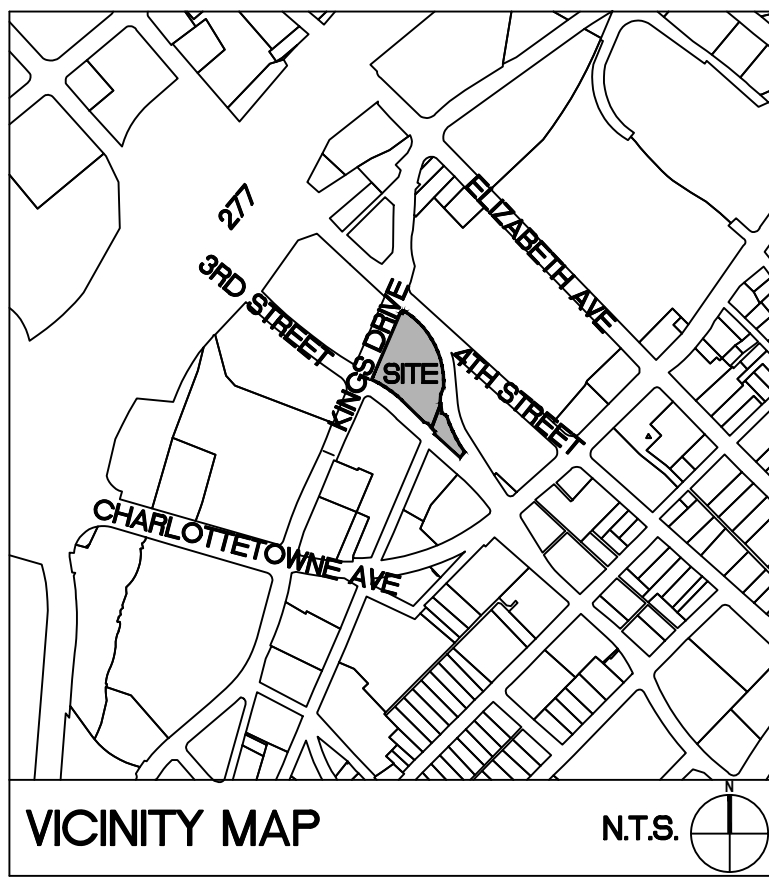 ELIZABETH AVE
277
3RD STREET
KINGS DRIVE
SITE
4TH STREET
CHARLOTTETOWNE AVE
VICINITY MAP
N.T.S.
N